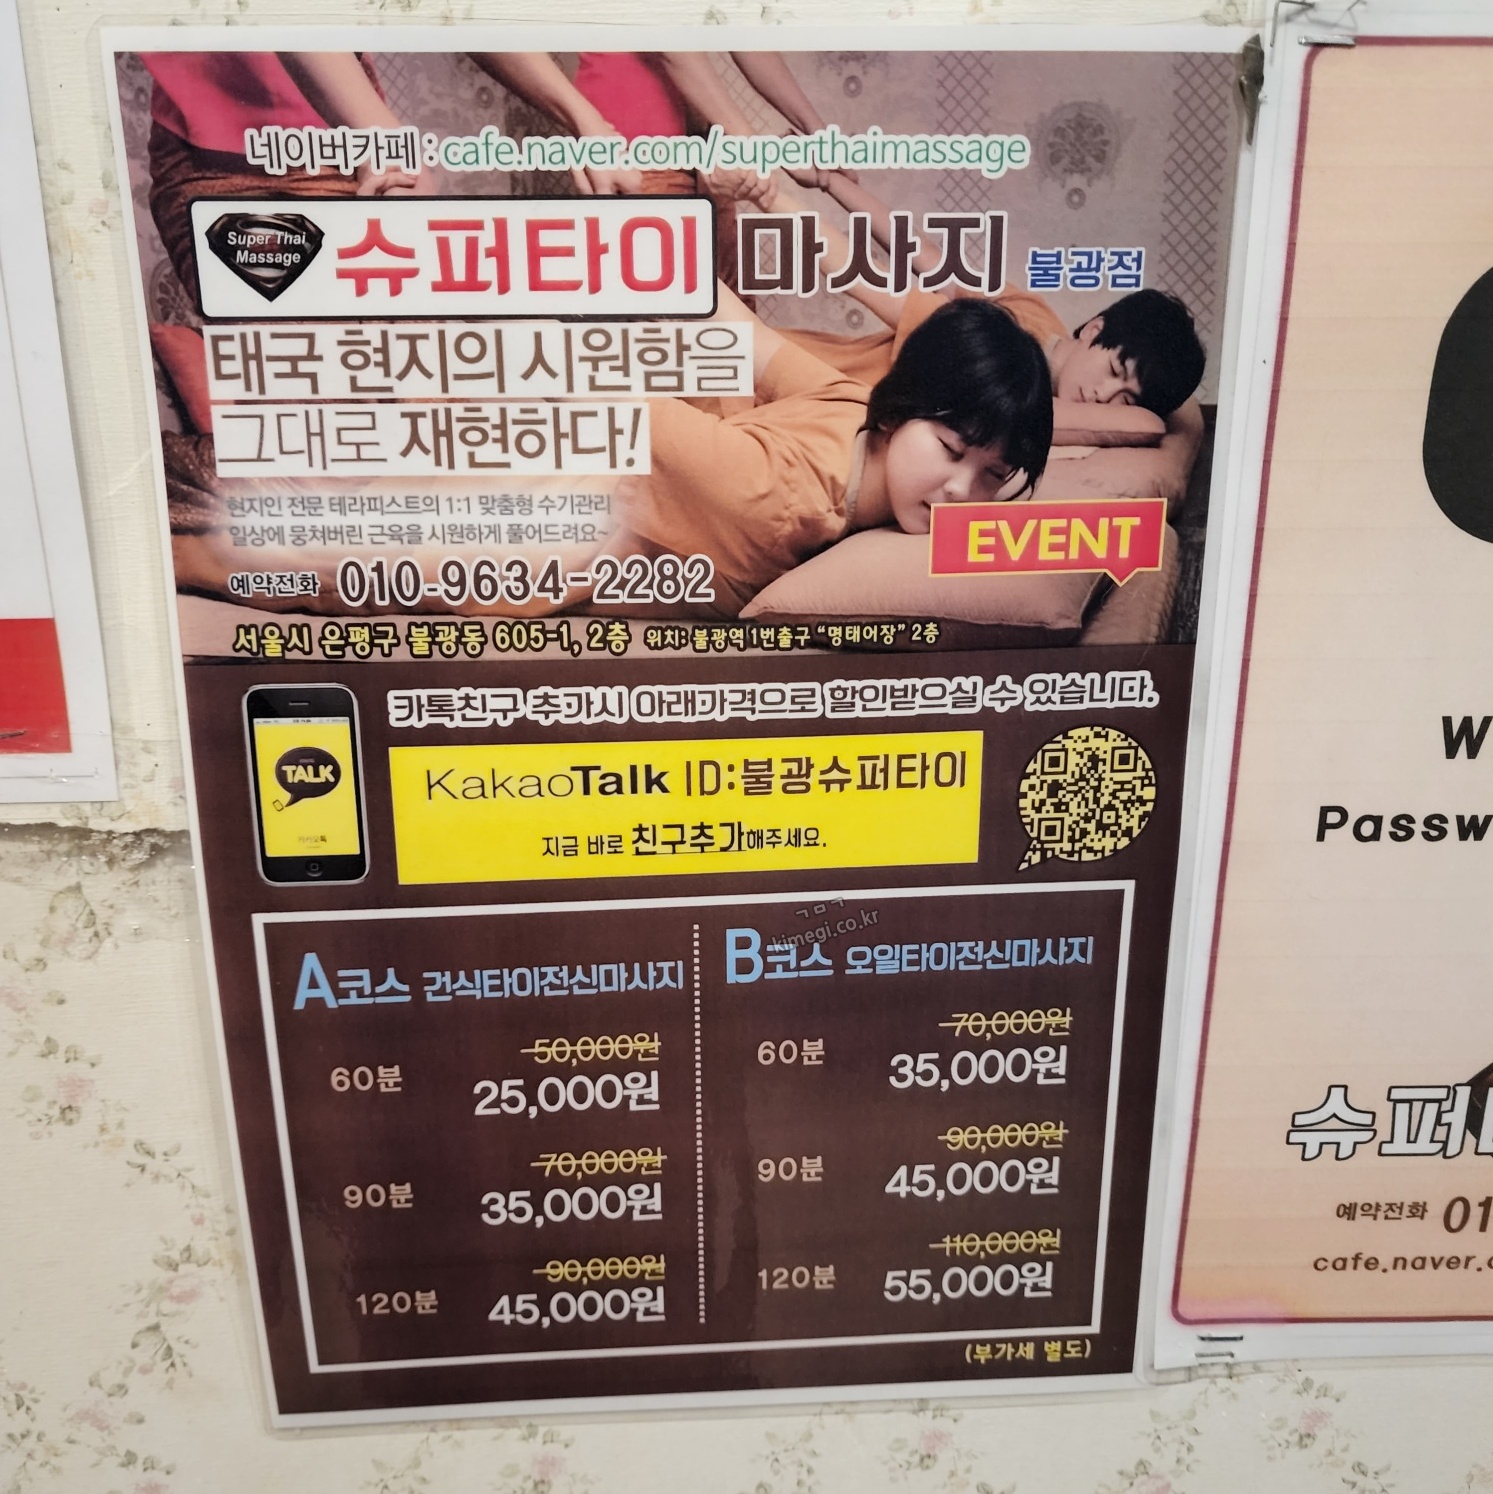 네이버카페 : cafe.naver.com/superthaimassage
Super Thai
Massage
슈퍼타이 마사지 불광점
태국 현지의 시원함을
그대로 재현하다!
현지인 전문 테라피스트의 1:1 맞춤형 수기관리
일상에 뭉쳐버린 근육을 시원하게 풀어드려요~
EVENT
예약전화 010-9634-2282
서울시 은평구 불광동 605-1, 2층 위치: 불광역 1번출구 “명태어장” 2층
카톡친구 추가시 아래가격으로 할인받으실 수 있습니다.
TALK
카카오톡
KakaoTalk ID:불광슈퍼타이
지금 바로 친구추가해주세요.
ㄱㅁㄱ
kimegi.co.kr
A코스 건식타이전신마사지
60분
50,000원
25,000원
90분
70,000원
35,000원
120분
90,000원
45,000원
B코스 오일타이전신마사지
60분
70,000원
35,000원
90분
90,000원
45,000원
120분
110,000원
55,000원
(부가세 별도)
W
Passw
슈퍼
예약전화 01
cafe.naver.